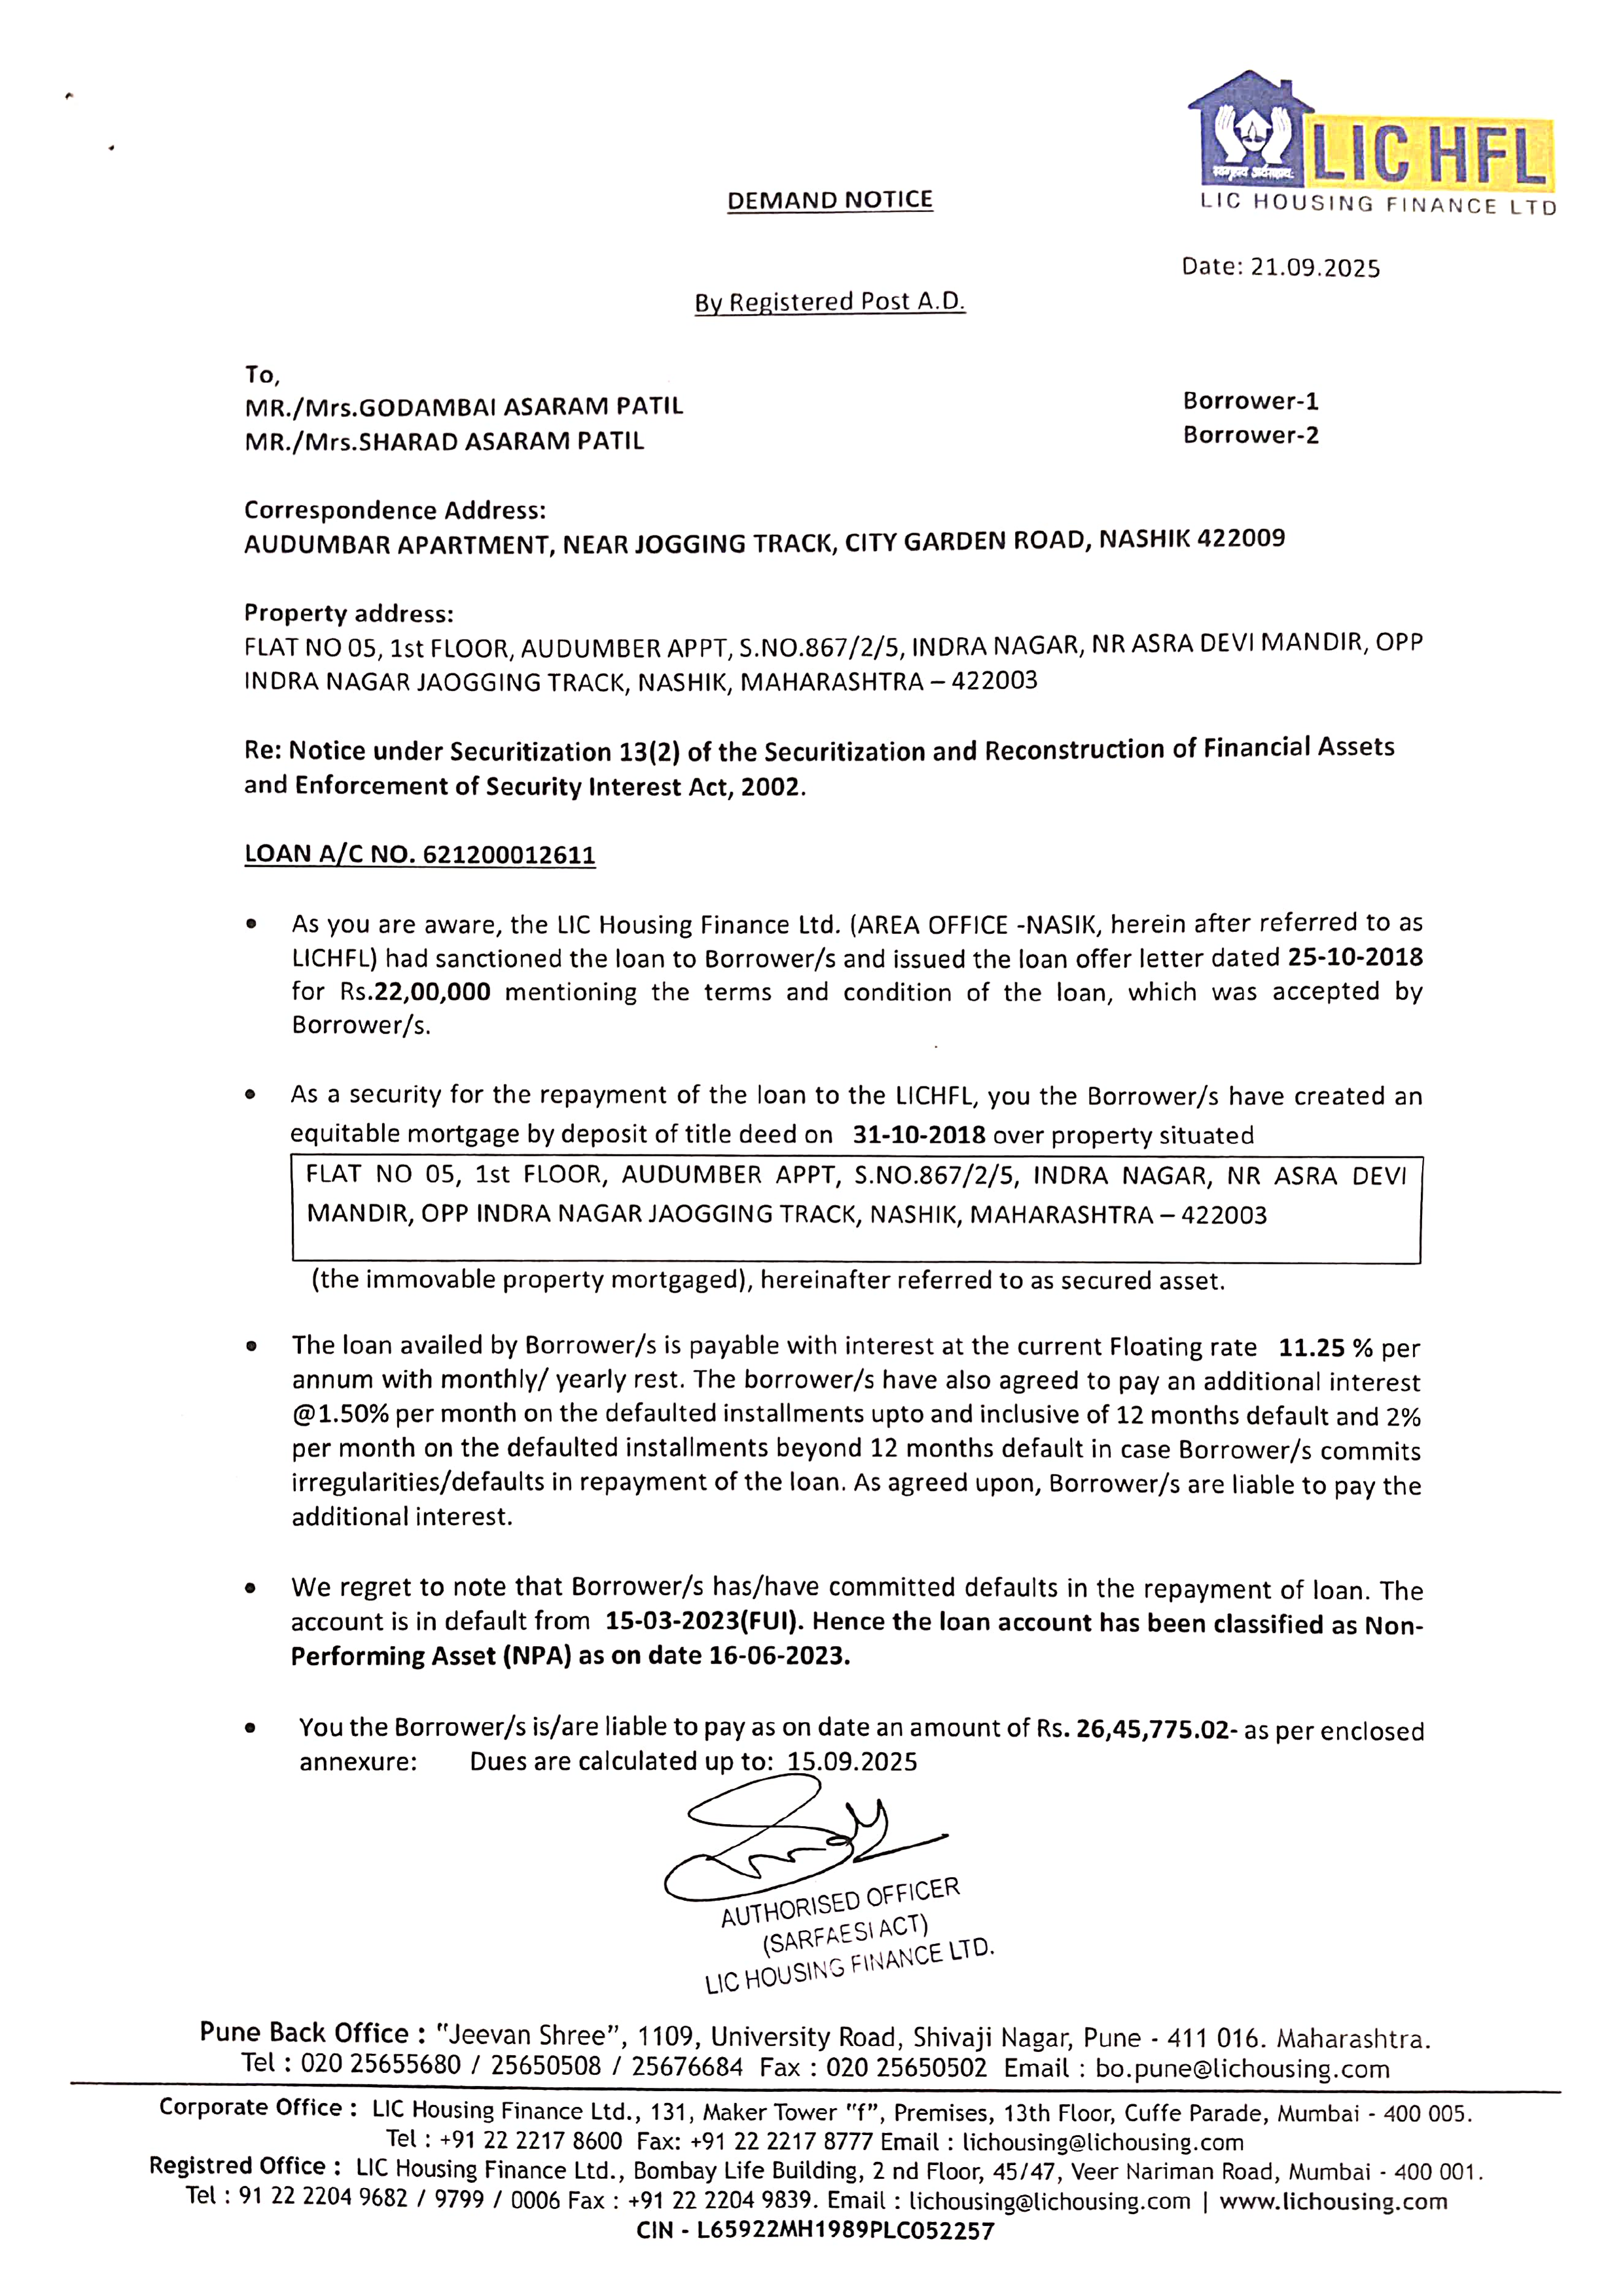 स्वगृहाय अर्थसहाय:
LIC HFL
LIC HOUSING FINANCE LTD
DEMAND NOTICE
Date: 21.09.2025
By Registered Post A.D.
To,
MR./Mrs.GODAMBAI ASARAM PATIL Borrower-1
MR./Mrs.SHARAD ASARAM PATIL Borrower-2
Correspondence Address:
AUDUMBAR APARTMENT, NEAR JOGGING TRACK, CITY GARDEN ROAD, NASHIK 422009
Property address:
FLAT NO 05, 1st FLOOR, AUDUMBER APPT, S.NO.867/2/5, INDRA NAGAR, NR ASRA DEVI MANDIR, OPP
INDRA NAGAR JAOGGING TRACK, NASHIK, MAHARASHTRA – 422003
Re: Notice under Securitization 13(2) of the Securitization and Reconstruction of Financial Assets
and Enforcement of Security Interest Act, 2002.
LOAN A/C NO. 621200012611
• As you are aware, the LIC Housing Finance Ltd. (AREA OFFICE -NASIK, herein after referred to as
LICHFL) had sanctioned the loan to Borrower/s and issued the loan offer letter dated 25-10-2018
for Rs.22,00,000 mentioning the terms and condition of the loan, which was accepted by
Borrower/s.
• As a security for the repayment of the loan to the LICHFL, you the Borrower/s have created an
equitable mortgage by deposit of title deed on 31-10-2018 over property situated
FLAT NO 05, 1st FLOOR, AUDUMBER APPT, S.NO.867/2/5, INDRA NAGAR, NR ASRA DEVI
MANDIR, OPP INDRA NAGAR JAOGGING TRACK, NASHIK, MAHARASHTRA – 422003
(the immovable property mortgaged), hereinafter referred to as secured asset.
• The loan availed by Borrower/s is payable with interest at the current Floating rate 11.25 % per
annum with monthly/ yearly rest. The borrower/s have also agreed to pay an additional interest
@1.50% per month on the defaulted installments upto and inclusive of 12 months default and 2%
per month on the defaulted installments beyond 12 months default in case Borrower/s commits
irregularities/defaults in repayment of the loan. As agreed upon, Borrower/s are liable to pay the
additional interest.
• We regret to note that Borrower/s has/have committed defaults in the repayment of loan. The
account is in default from 15-03-2023(FUI). Hence the loan account has been classified as Non-
Performing Asset (NPA) as on date 16-06-2023.
• You the Borrower/s is/are liable to pay as on date an amount of Rs. 26,45,775.02- as per enclosed
annexure: Dues are calculated up to: 15.09.2025
AUTHORISED OFFICER
(SARFAESI ACT)
LIC HOUSING FINANCE LTD.
Pune Back Office : "Jeevan Shree”, 1109, University Road, Shivaji Nagar, Pune - 411 016. Maharashtra.
Tel : 020 25655680 / 25650508 / 25676684 Fax : 020 25650502 Email : bo.pune@lichousing.com
Corporate Office : LIC Housing Finance Ltd., 131, Maker Tower "f", Premises, 13th Floor, Cuffe Parade, Mumbai - 400 005.
Tel : +91 22 2217 8600 Fax: +91 22 2217 8777 Email : lichousing@lichousing.com
Registred Office : LIC Housing Finance Ltd., Bombay Life Building, 2 nd Floor, 45/47, Veer Nariman Road, Mumbai - 400 001.
Tel : 91 22 2204 9682 / 9799 / 0006 Fax : +91 22 2204 9839. Email : lichousing@lichousing.com | www.lichousing.com
CIN - L65922MH1989PLC052257